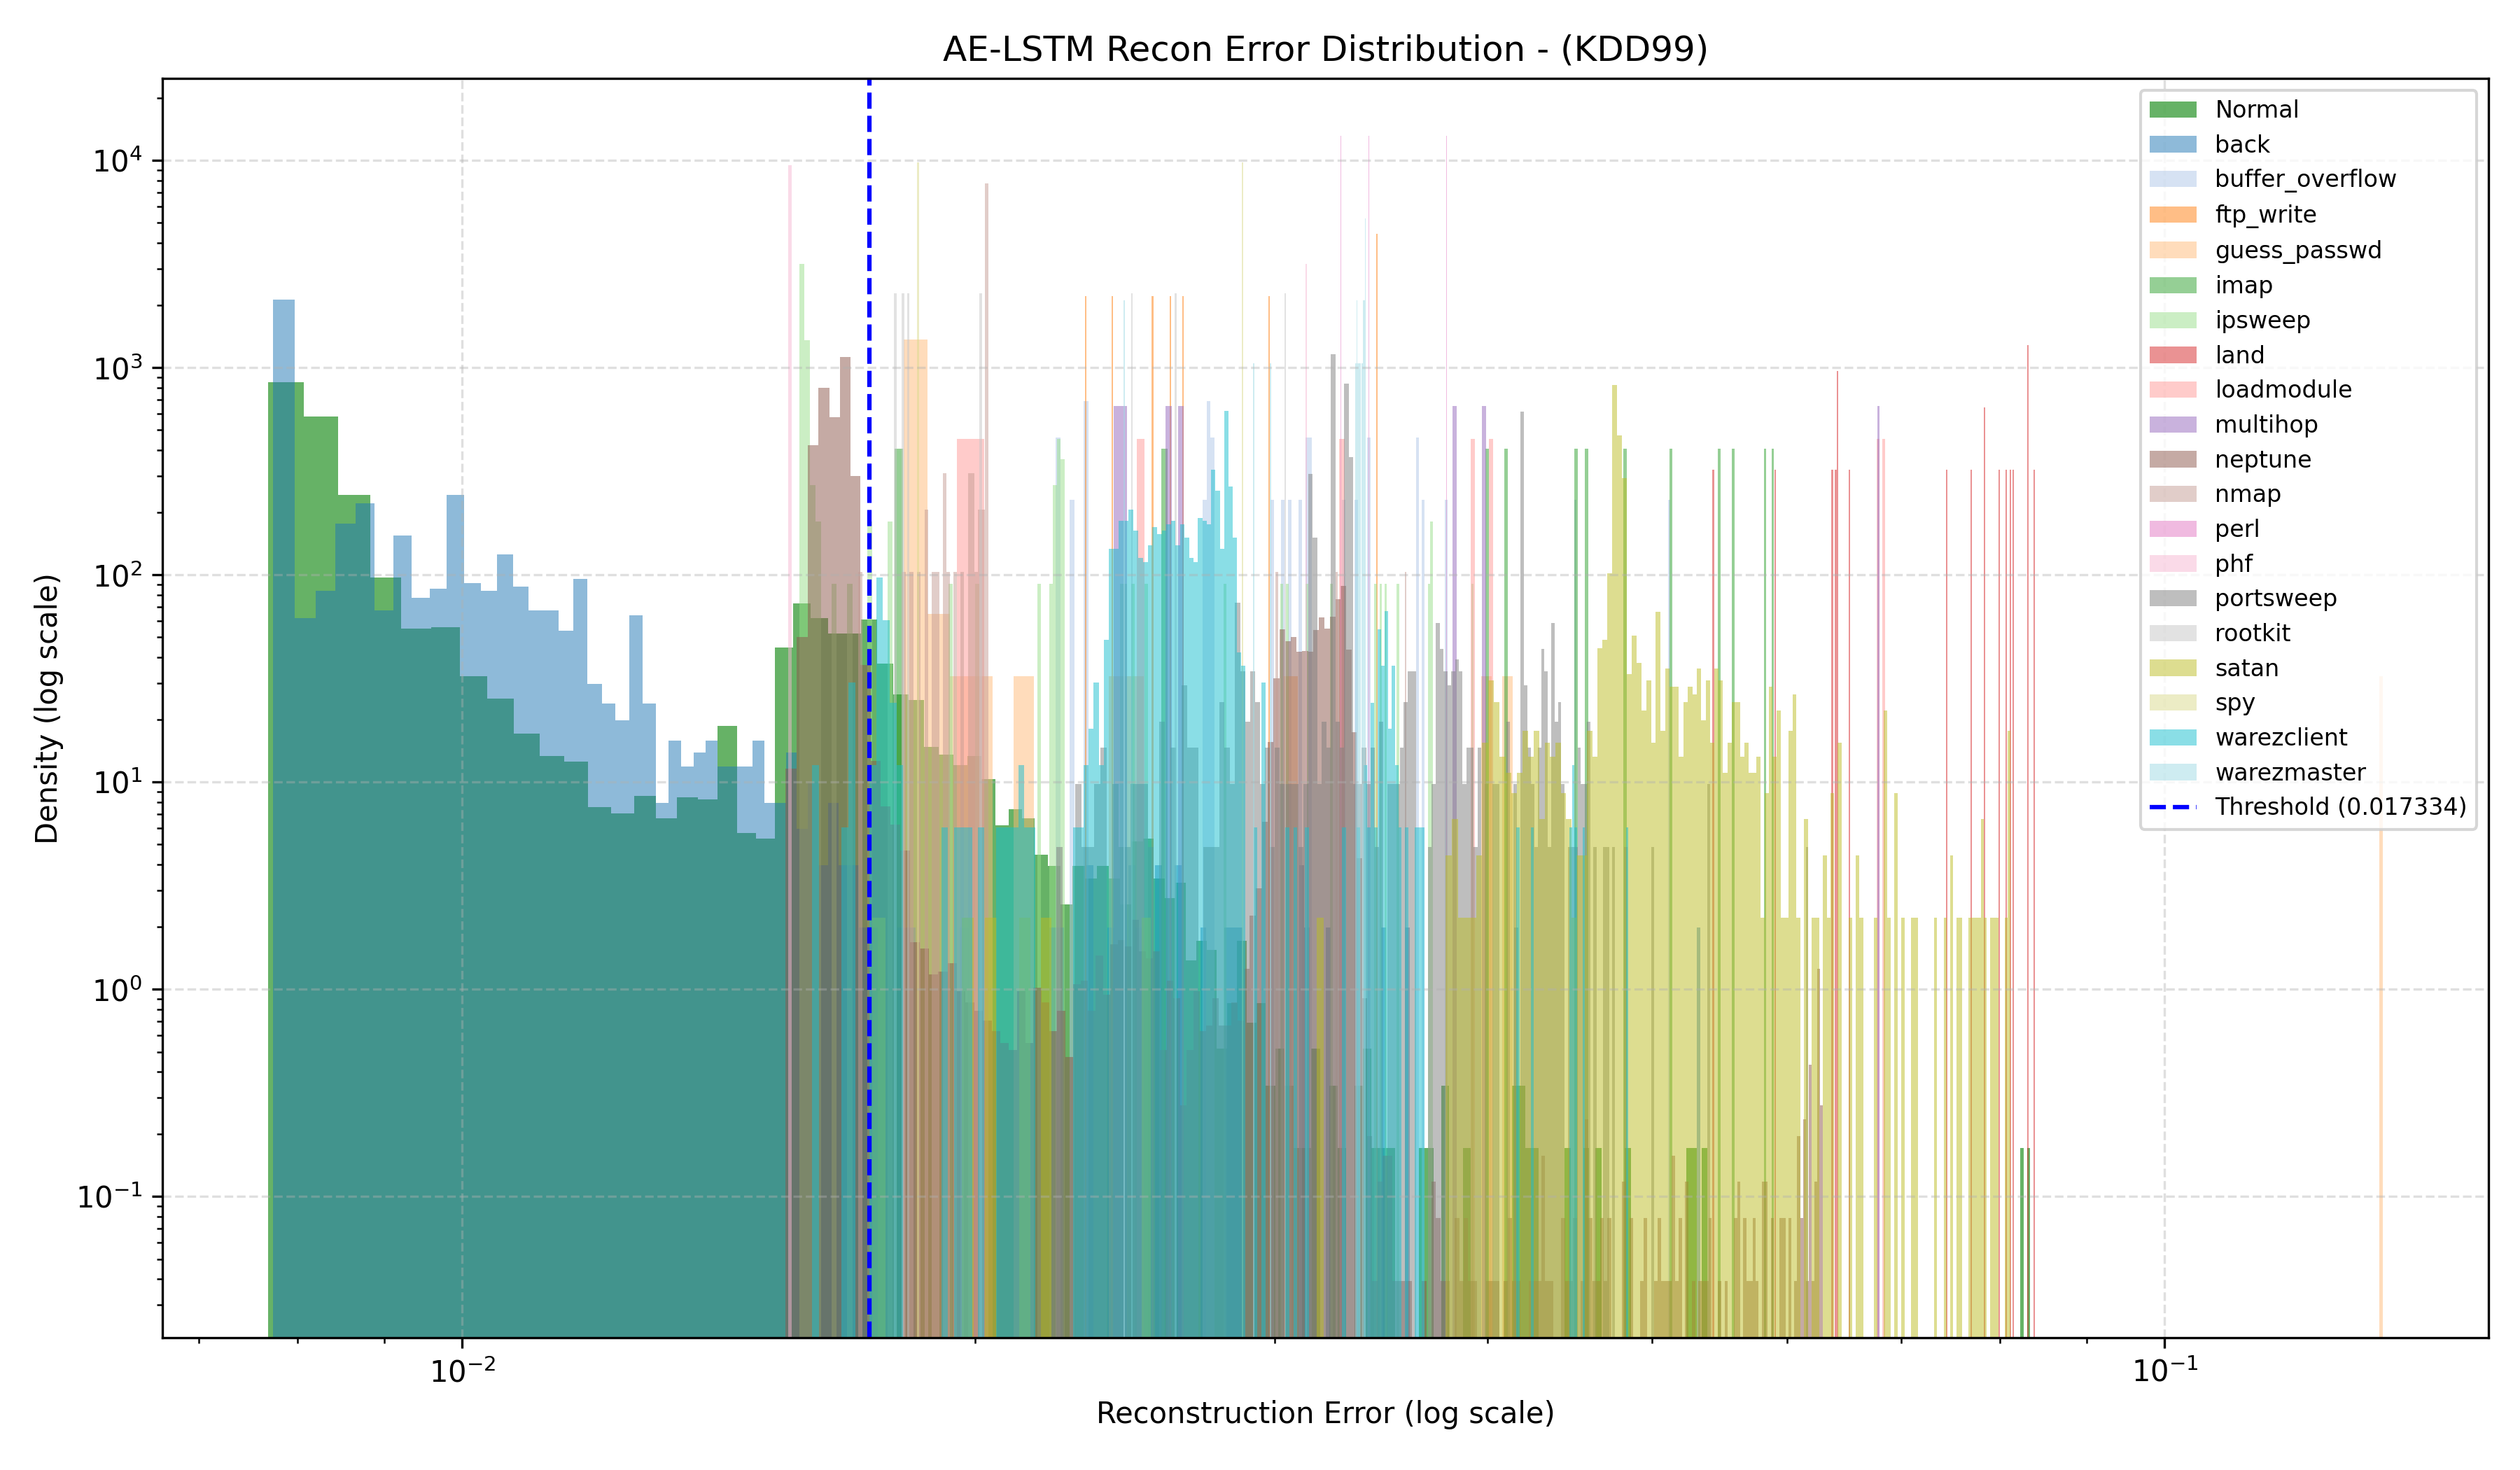 AE-LSTM Recon Error Distribution - (KDD99)
Density (log scale)
10⁴
10³
10²
10¹
10⁰
10⁻¹
Normal
back
buffer_overflow
ftp_write
guess_passwd
imap
ipsweep
land
loadmodule
multihop
neptune
nmap
perl
phf
portsweep
rootkit
satan
spy
warezclient
warezmaster
Threshold (0.017334)
10⁻² 10⁻¹
Reconstruction Error (log scale)